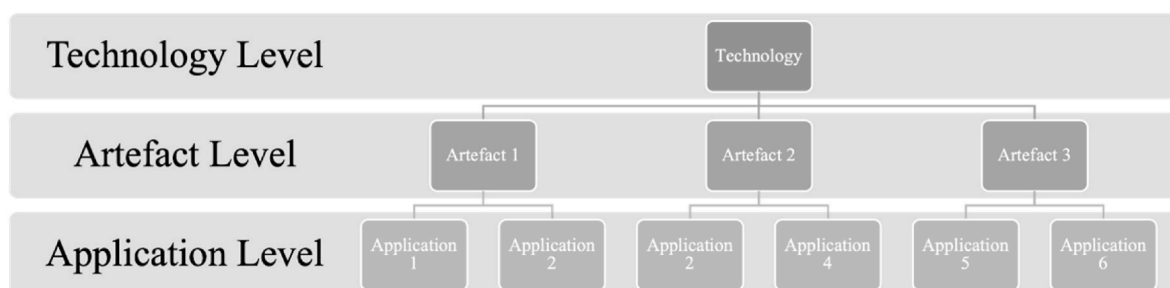 Technology Level
Technology
Artefact Level
Artefact 1
Artefact 2
Artefact 3
Application Level
Application
1
Application
2
Application
2
Application
4
Application
5
Application
6